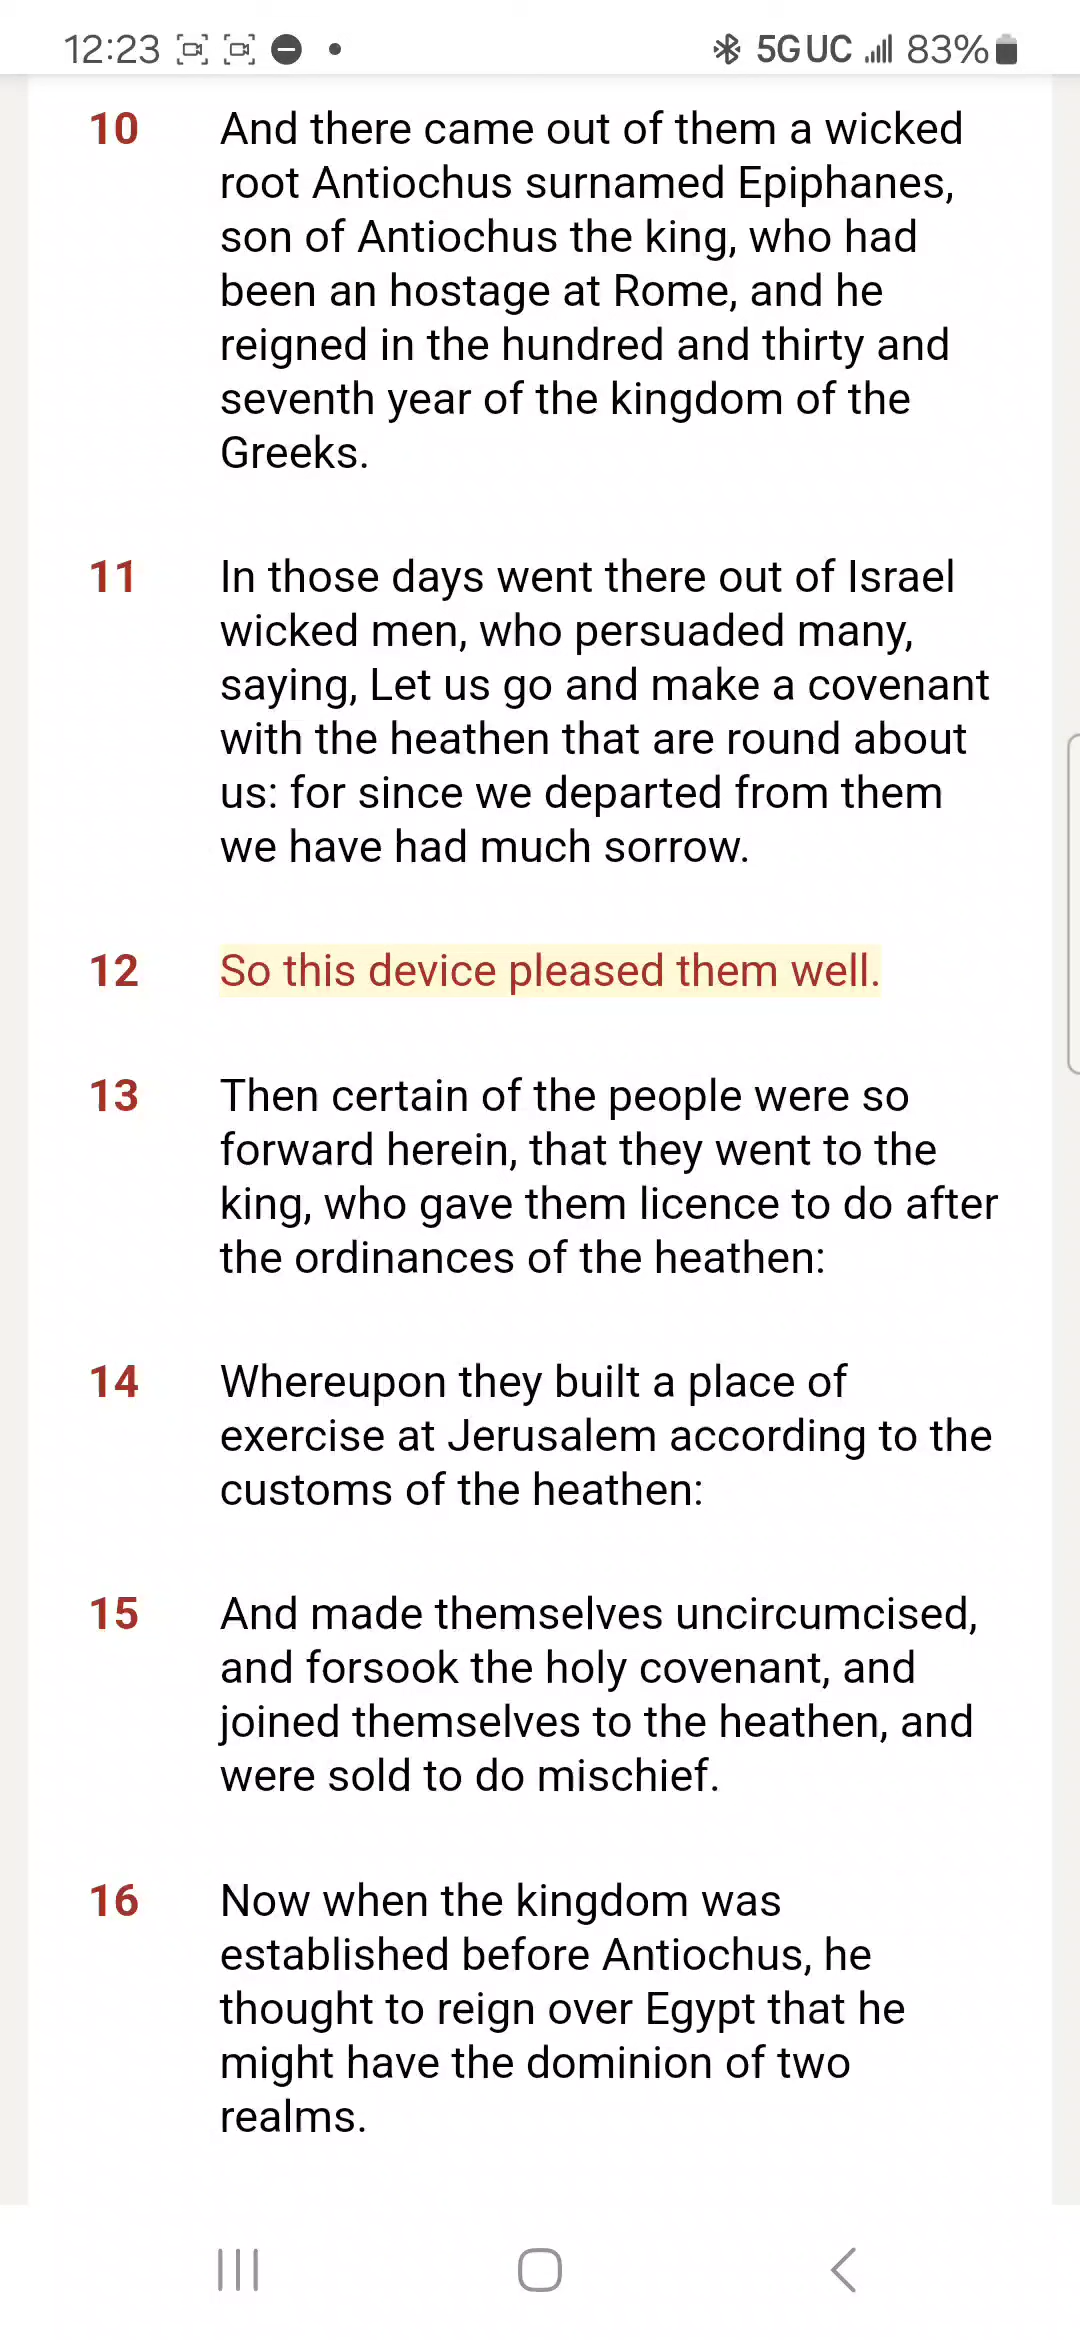 12:23 5G UC 83%
10 And there came out of them a wicked
root Antiochus surnamed Epiphanes,
son of Antiochus the king, who had
been an hostage at Rome, and he
reigned in the hundred and thirty and
seventh year of the kingdom of the
Greeks.
11 In those days went there out of Israel
wicked men, who persuaded many,
saying, Let us go and make a covenant
with the heathen that are round about
us: for since we departed from them
we have had much sorrow.
12 So this device pleased them well.
13 Then certain of the people were so
forward herein, that they went to the
king, who gave them licence to do after
the ordinances of the heathen:
14 Whereupon they built a place of
exercise at Jerusalem according to the
customs of the heathen:
15 And made themselves uncircumcised,
and forsook the holy covenant, and
joined themselves to the heathen, and
were sold to do mischief.
16 Now when the kingdom was
established before Antiochus, he
thought to reign over Egypt that he
might have the dominion of two
realms.